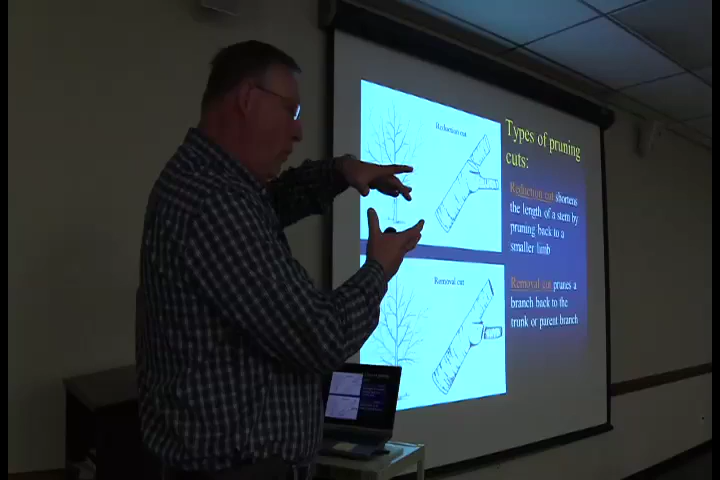 Types of pruning
cuts:
Reduction cut
Reduction cut shortens
the length of a stem by
pruning back to a
smaller limb
Removal cut
Removal cut prunes a
branch back to the
trunk or parent branch